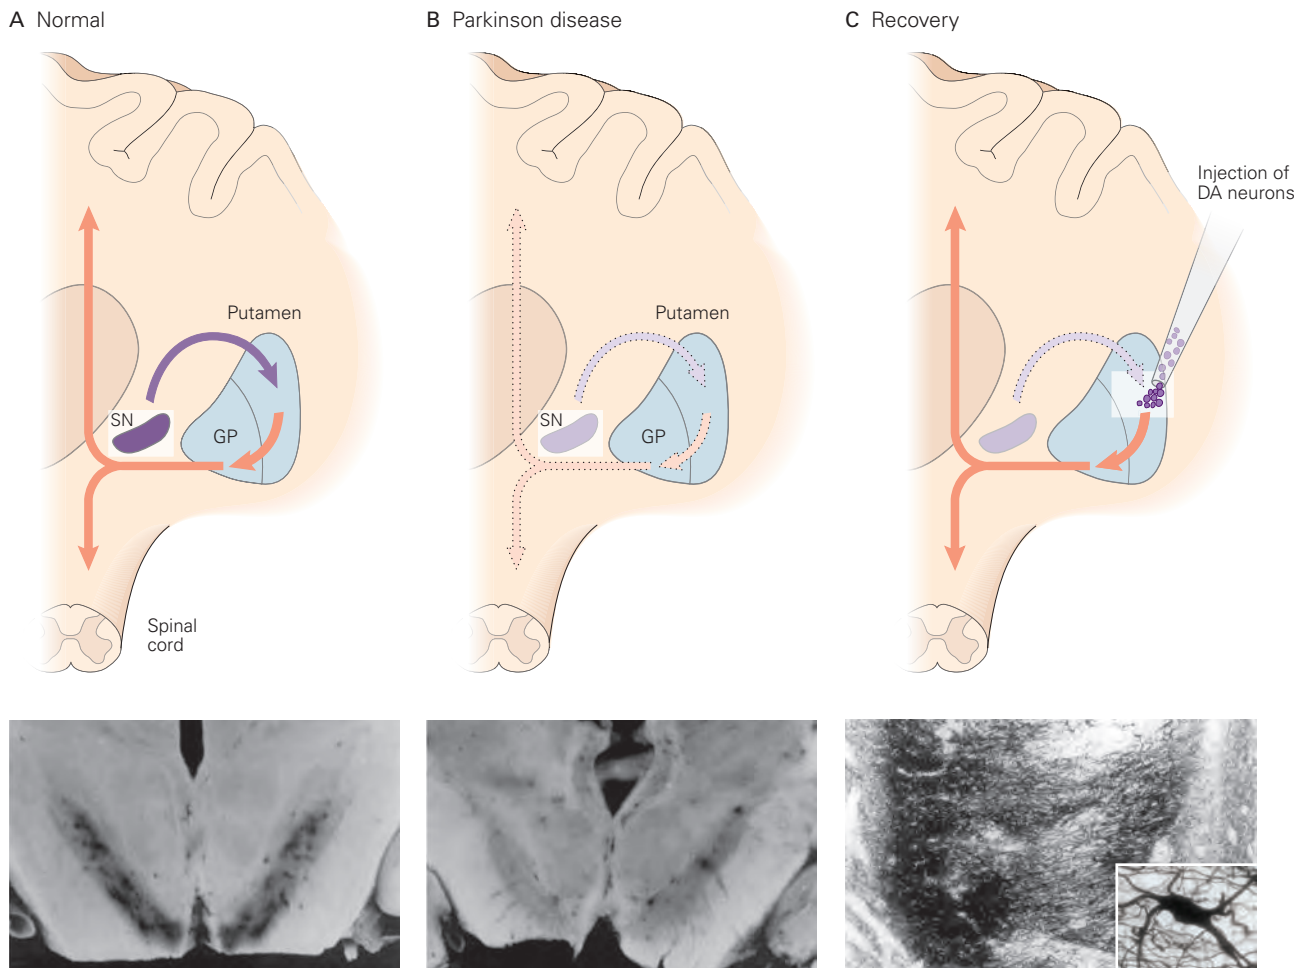 A Normal
B Parkinson disease
C Recovery
Injection of
DA neurons
Putamen
SN
GP
Spinal
cord
Putamen
SN
GP